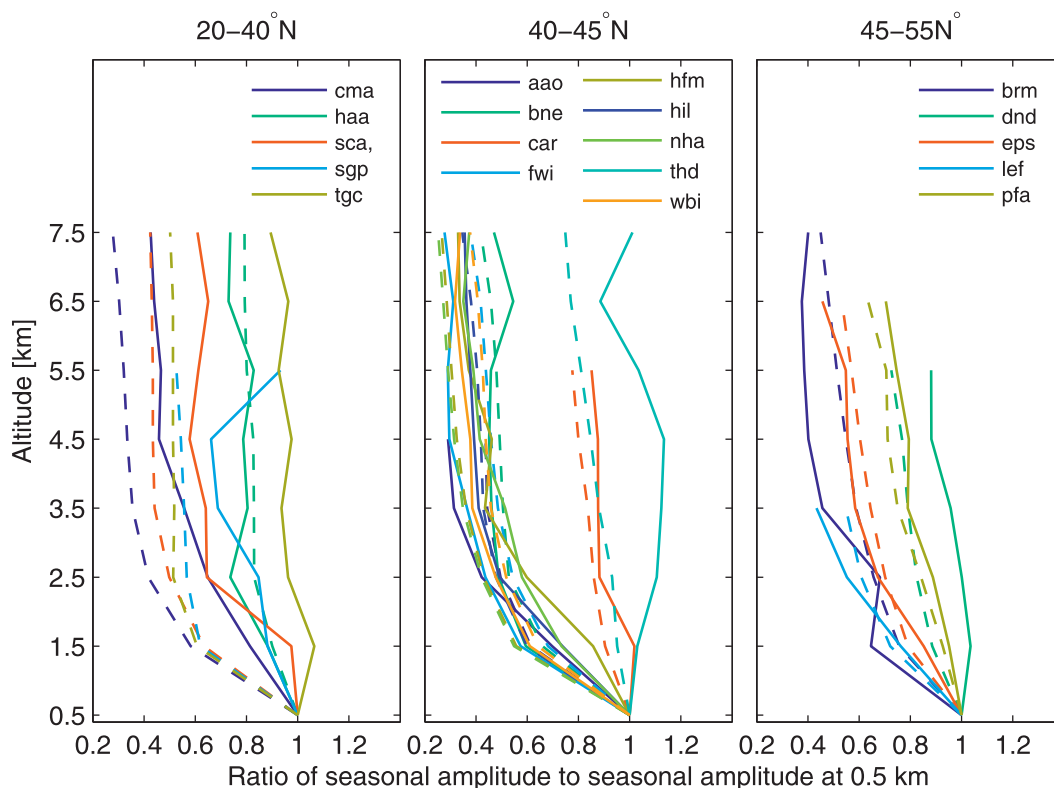 20−40°N
40−45°N
45−55N°
cma
haa
sca,
sgp
tgc
aao
bne
car
fwi
hfm
hil
nha
thd
wbi
brm
dnd
eps
lef
pfa
Altitude [km]
7.5
6.5
5.5
4.5
3.5
2.5
1.5
0.5
0.2 0.4 0.6 0.8 1 1.2
0.2 0.4 0.6 0.8 1 1.2
0.2 0.4 0.6 0.8 1 1.2
Ratio of seasonal amplitude to seasonal amplitude at 0.5 km